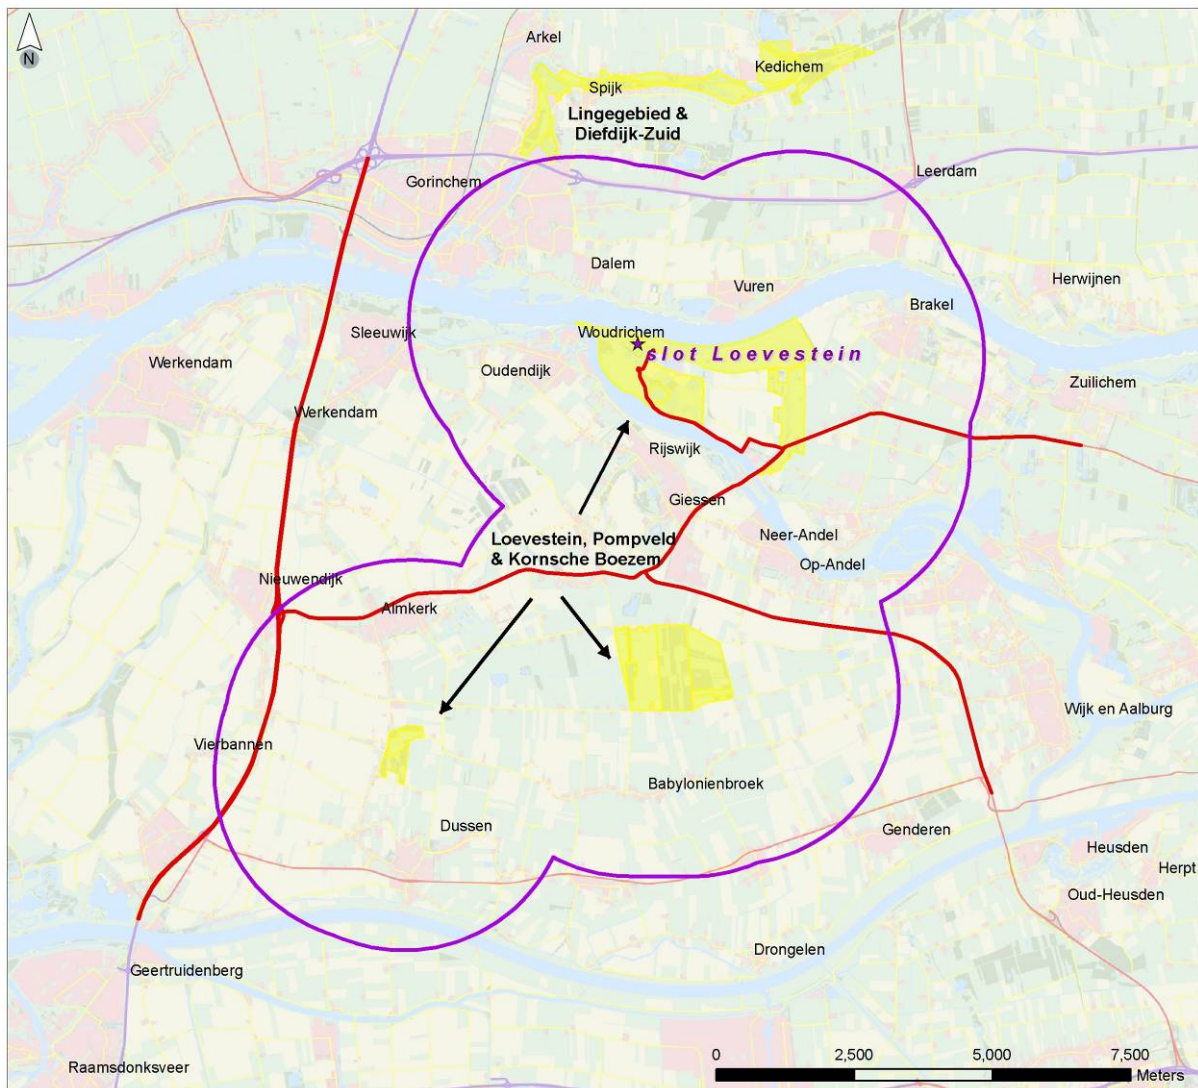 N
Arkel
Kedichem
Spijk
Lingegebied &
Diefdijk-Zuid
Leerdam
Gorinchem
Dalem
Herwijnen
Vuren
Brakel
Woudrichem
Sleeuwijk
slot Loevestein
Werkendam
Oudendijk
Zuilichem
Werkendam
Rijswijk
Giessen
Neer-Andel
Loevestein, Pompveld
& Kornsche Boezem
Op-Andel
Nieuwendijk
Almkerk
Wijk en Aalburg
Vierbannen
Babylonienbroek
Dussen
Genderen
Heusden
Herpt
Oud-Heusden
Drongelen
Geertruidenberg
Raamsdonksveer
0 2,500 5,000 7,500
Meters